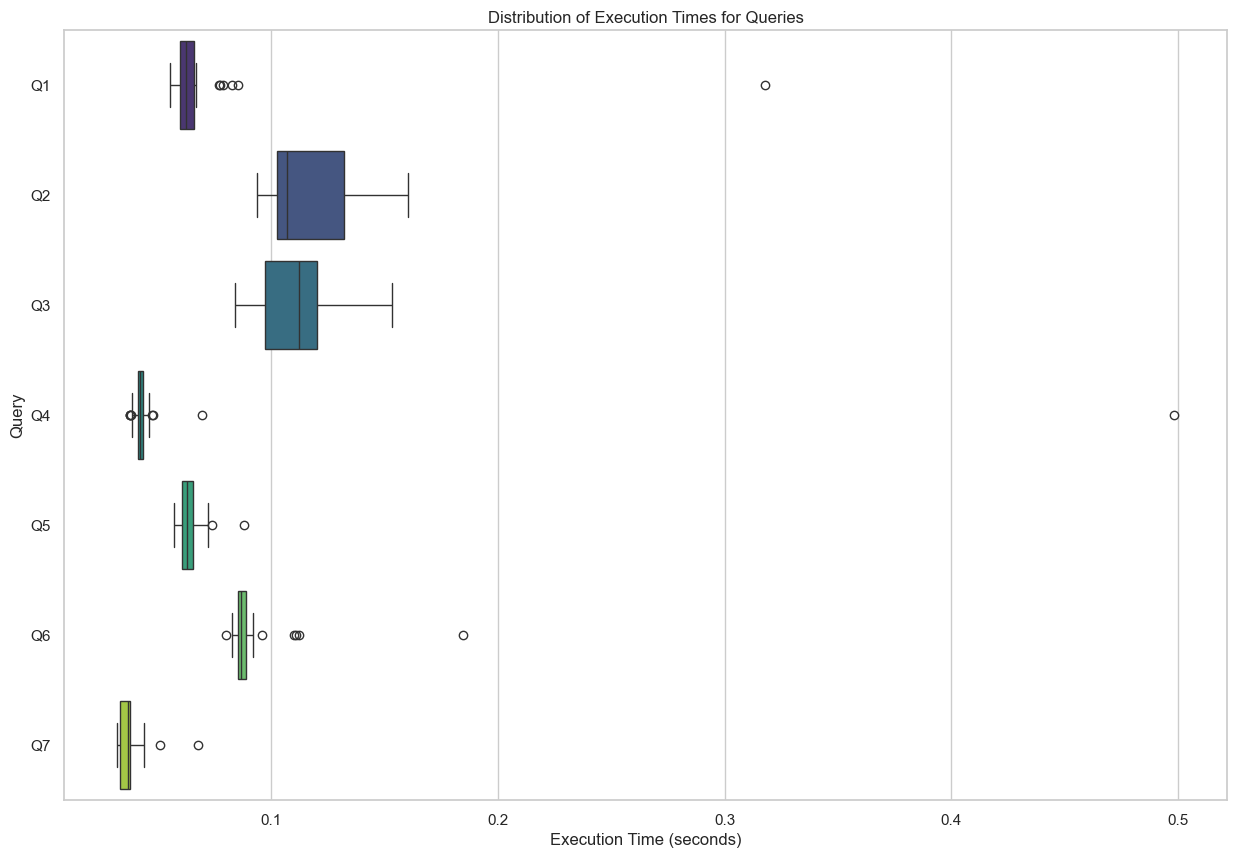 Distribution of Execution Times for Queries
Query
Q1
Q2
Q3
Q4
Q5
Q6
Q7
0.1 0.2 0.3 0.4 0.5
Execution Time (seconds)